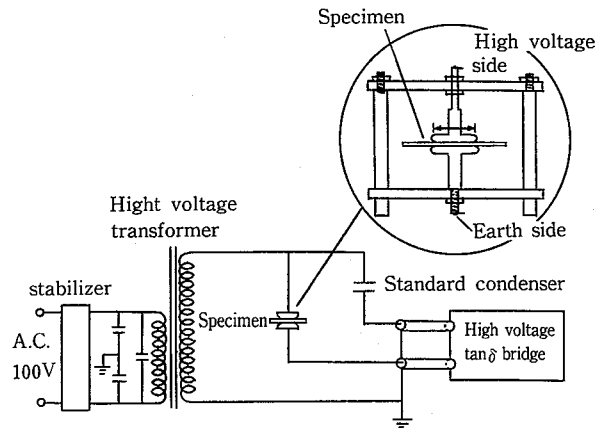 Specimen
High voltage
side
Earth side
Hight voltage
transformer
stabilizer
A.C.
100V
Specimen
Standard condenser
High voltage
tanδ bridge